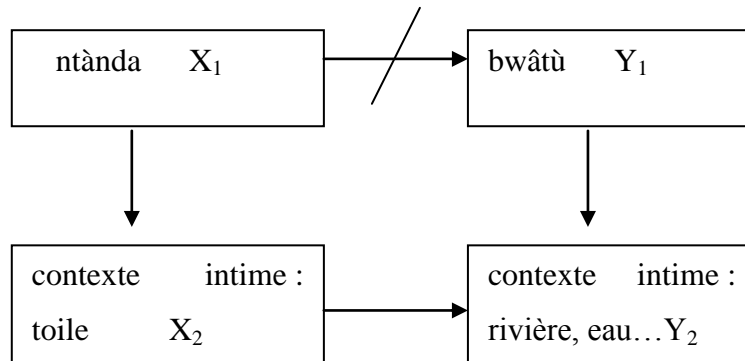 ntànda X₁
bwâtù Y₁
contexte intime :
toile X₂
contexte intime :
rivière, eau…Y₂